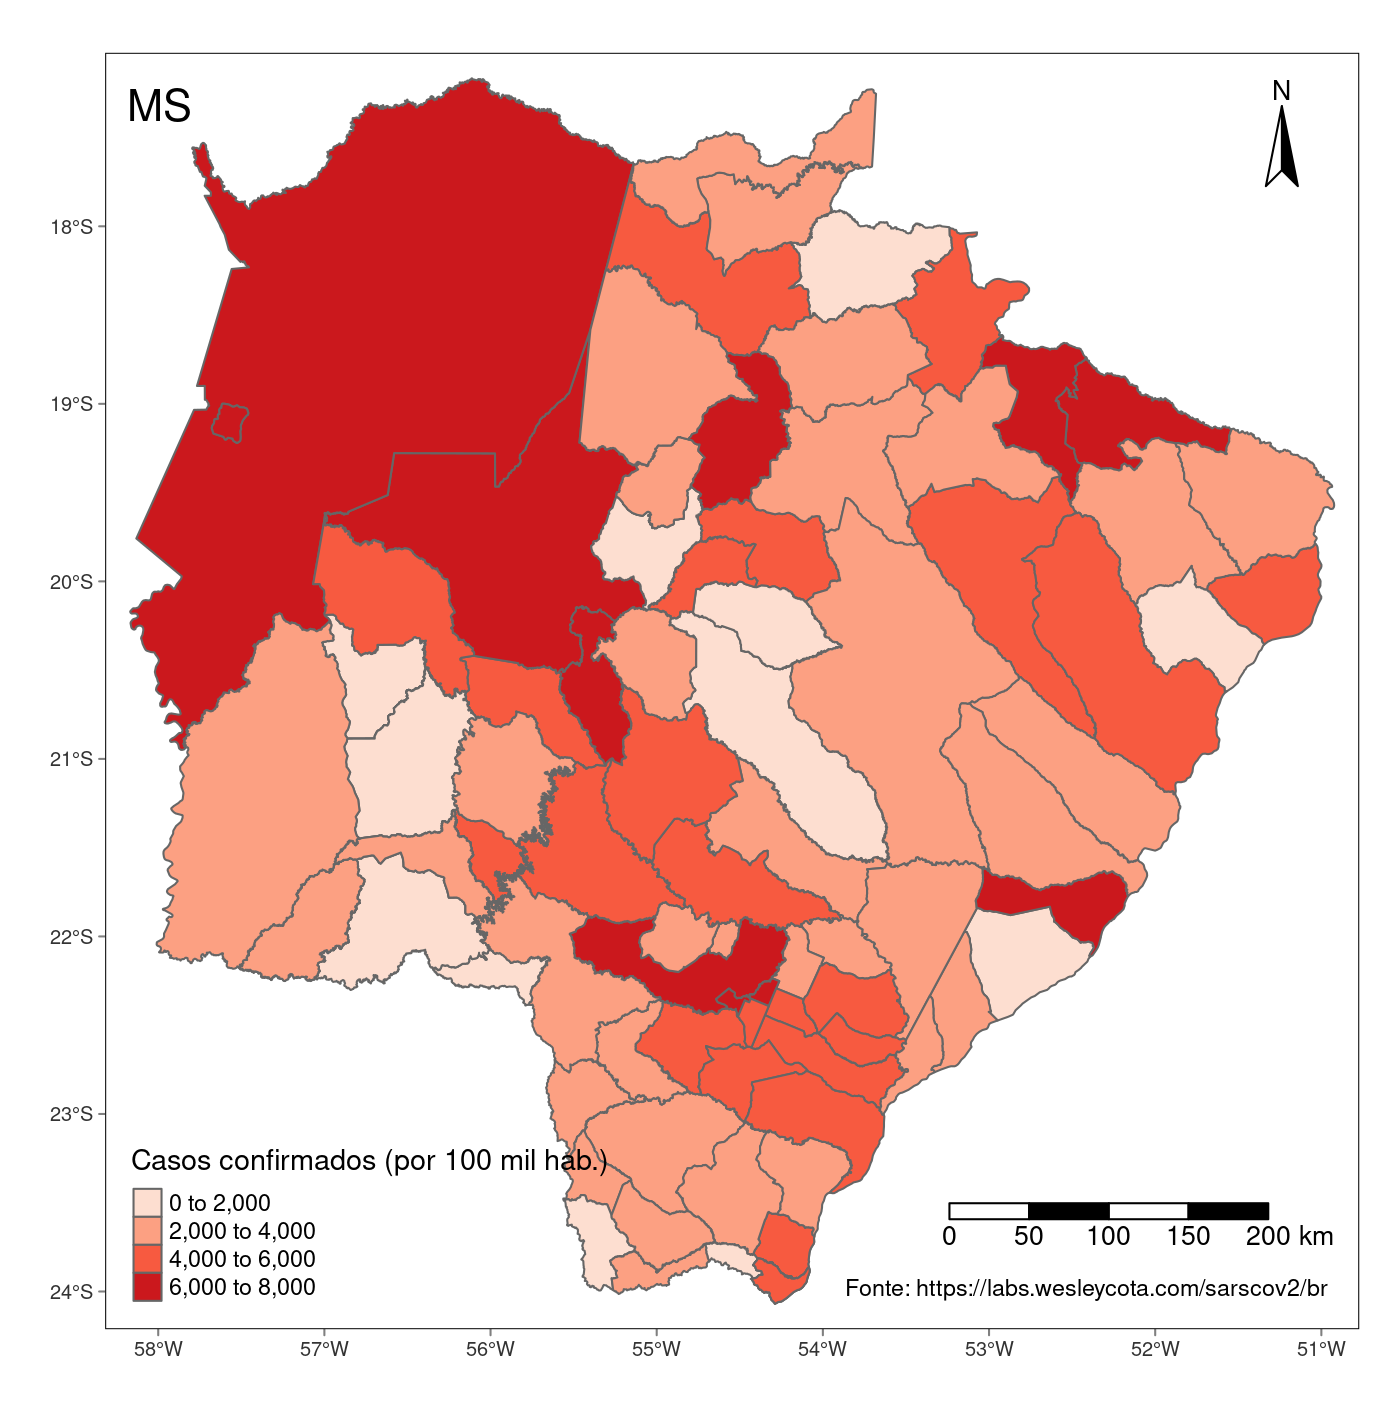 MS
N
18°S
19°S
20°S
21°S
22°S
23°S
24°S
Casos confirmados (por 100 mil hab.)
0 to 2,000
2,000 to 4,000
4,000 to 6,000
6,000 to 8,000
0 50 100 150 200 km
Fonte: https://labs.wesleycota.com/sarscov2/br
58°W 57°W 56°W 55°W 54°W 53°W 52°W 51°W